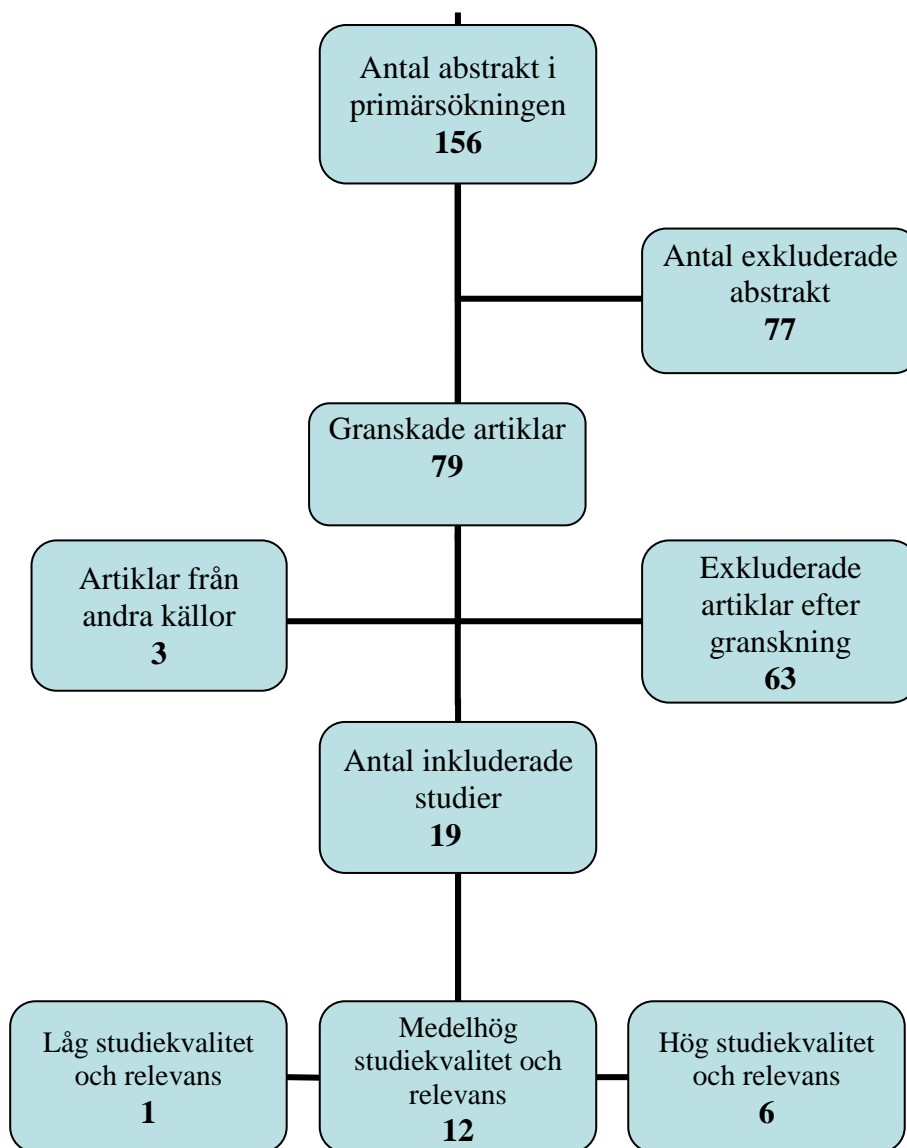 Antal abstrakt i
primärsökningen
156
Antal exkluderade
abstrakt
77
Granskade artiklar
79
Artiklar från
andra källor
3
Exkluderade
artiklar efter
granskning
63
Antal inkluderade
studier
19
Låg studiekvalitet
och relevans
1
Medelhög
studiekvalitet och
relevans
12
Hög studiekvalitet
och relevans
6